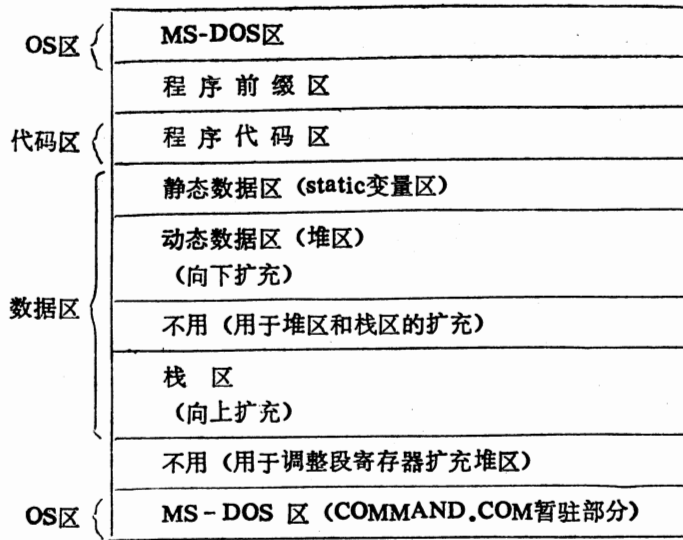 OS区
MS-DOS区
程序前缀区
代码区
程序代码区
数据区
静态数据区（static变量区）
动态数据区（堆区）
（向下扩充）
不用（用于堆区和栈区的扩充）
栈 区
（向上扩充）
不用（用于调整段寄存器扩充堆区）
OS区
MS-DOS 区（COMMAND.COM暂驻部分）